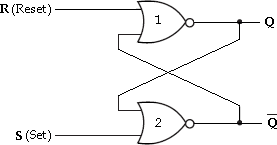 R (Reset)
1
Q
2
Q̅
S (Set)